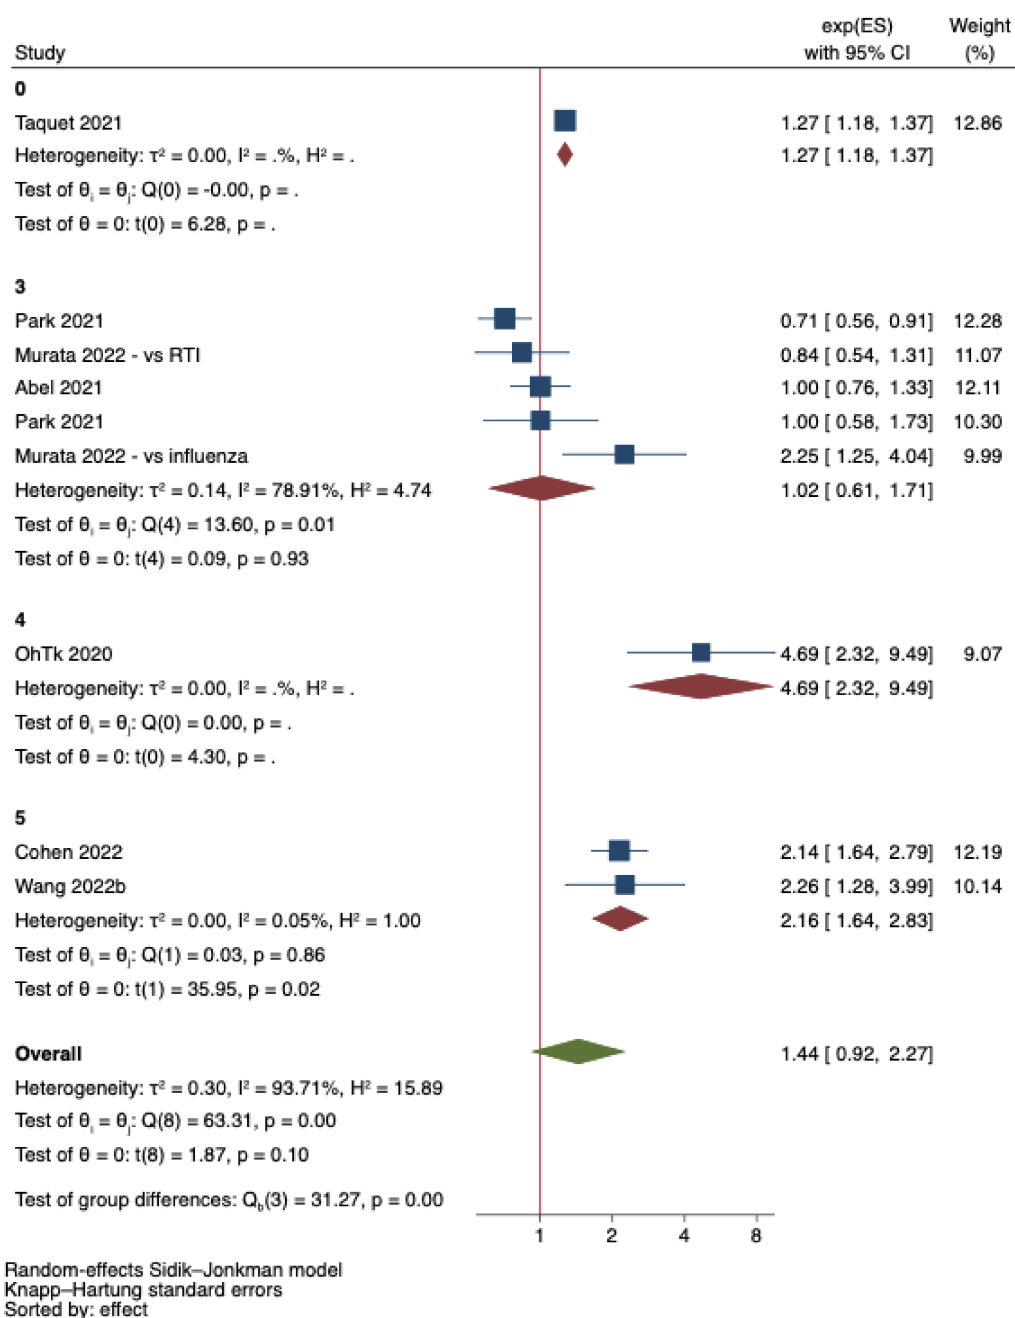 exp(ES) Weight
Study with 95% CI (%)
0
Taquet 2021 1.27 [ 1.18, 1.37] 12.86
Heterogeneity: τ² = 0.00, I² = .%, H² = . 1.27 [ 1.18, 1.37]
Test of θᵢ = θⱼ: Q(0) = -0.00, p = .
Test of θ = 0: t(0) = 6.28, p = .
3
Park 2021 0.71 [ 0.56, 0.91] 12.28
Murata 2022 - vs RTI 0.84 [ 0.54, 1.31] 11.07
Abel 2021 1.00 [ 0.76, 1.33] 12.11
Park 2021 1.00 [ 0.58, 1.73] 10.30
Murata 2022 - vs influenza 2.25 [ 1.25, 4.04] 9.99
Heterogeneity: τ² = 0.14, I² = 78.91%, H² = 4.74 1.02 [ 0.61, 1.71]
Test of θᵢ = θⱼ: Q(4) = 13.60, p = 0.01
Test of θ = 0: t(4) = 0.09, p = 0.93
4
OhTk 2020 4.69 [ 2.32, 9.49] 9.07
Heterogeneity: τ² = 0.00, I² = .%, H² = . 4.69 [ 2.32, 9.49]
Test of θᵢ = θⱼ: Q(0) = 0.00, p = .
Test of θ = 0: t(0) = 4.30, p = .
5
Cohen 2022 2.14 [ 1.64, 2.79] 12.19
Wang 2022b 2.26 [ 1.28, 3.99] 10.14
Heterogeneity: τ² = 0.00, I² = 0.05%, H² = 1.00 2.16 [ 1.64, 2.83]
Test of θᵢ = θⱼ: Q(1) = 0.03, p = 0.86
Test of θ = 0: t(1) = 35.95, p = 0.02
Overall 1.44 [ 0.92, 2.27]
Heterogeneity: τ² = 0.30, I² = 93.71%, H² = 15.89
Test of θᵢ = θⱼ: Q(8) = 63.31, p = 0.00
Test of θ = 0: t(8) = 1.87, p = 0.10
Test of group differences: Q_b(3) = 31.27, p = 0.00
1 2 4 8
Random-effects Sidik–Jonkman model
Knapp–Hartung standard errors
Sorted by: effect